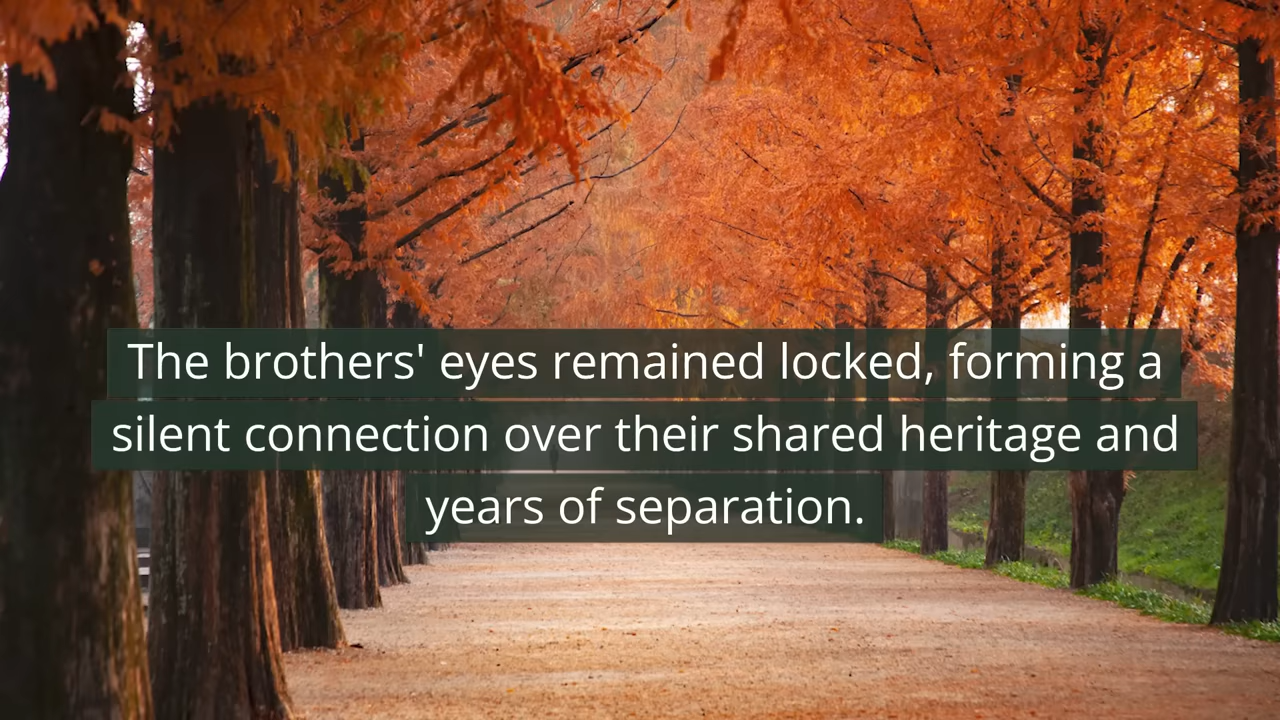 The brothers' eyes remained locked, forming a
silent connection over their shared heritage and
years of separation.